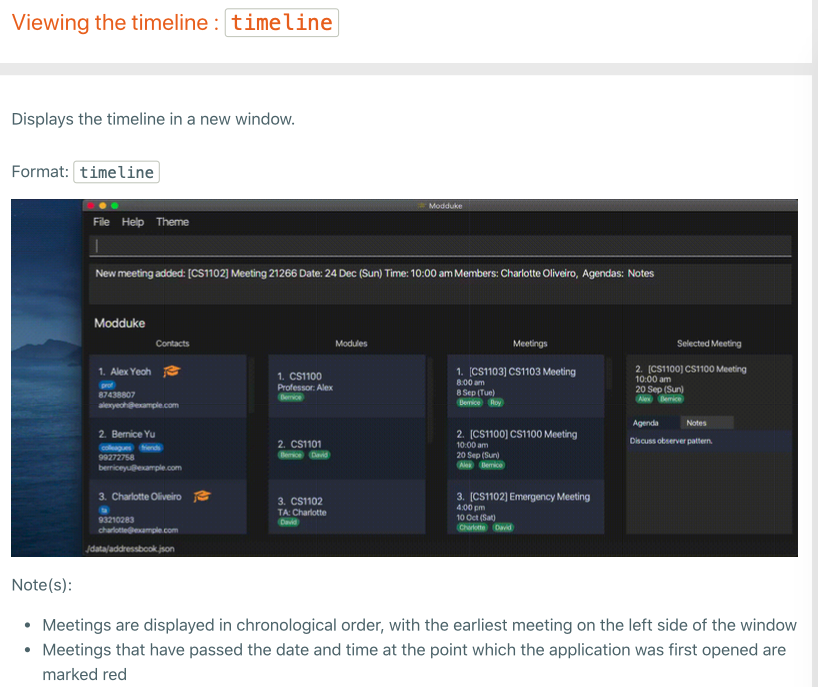 Viewing the timeline : timeline
Displays the timeline in a new window.
Format: timeline
Modduke
File Help Theme
New meeting added: [CS1102] Meeting 21266 Date: 24 Dec (Sun) Time: 10:00 am Members: Charlotte Oliveiro, Agendas: Notes
Modduke
Contacts
1. Alex Yeoh
prof
87438807
alexyeoh@example.com
2. Bernice Yu
colleagues friends
99272758
berniceyu@example.com
3. Charlotte Oliveiro
ta
93210283
charlotte@example.com
Modules
1. CS1100
Professor: Alex
Bernice
2. CS1101
Bernice David
3. CS1102
TA: Charlotte
David
Meetings
1. [CS1103] CS1103 Meeting
8:00 am
8 Sep (Tue)
Bernice Roy
2. [CS1100] CS1100 Meeting
10:00 am
20 Sep (Sun)
Alex Bernice
3. [CS1102] Emergency Meeting
4:00 pm
10 Oct (Sat)
Charlotte David
Selected Meeting
2. [CS1100] CS1100 Meeting
10:00 am
20 Sep (Sun)
Alex Bernice
Agenda Notes
Discuss observer pattern.
./data/addressbook.json
Note(s):
Meetings are displayed in chronological order, with the earliest meeting on the left side of the window
Meetings that have passed the date and time at the point which the application was first opened are
marked red